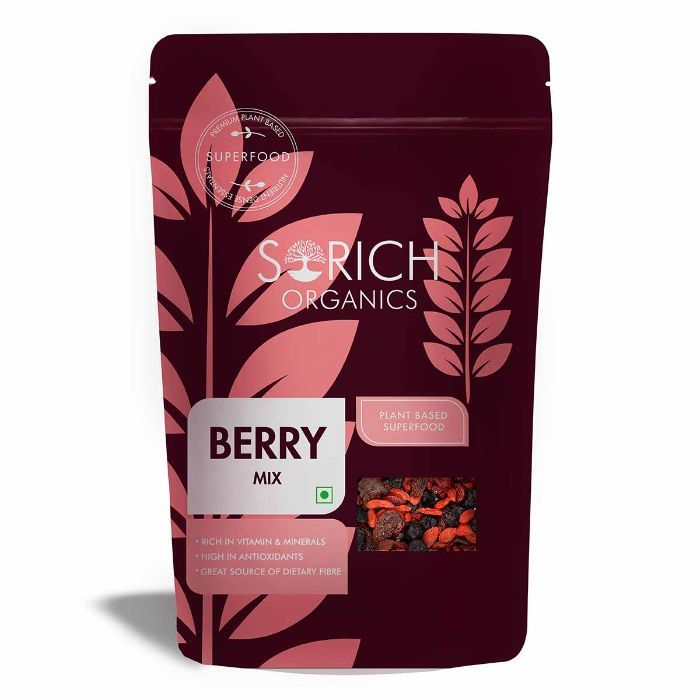 PREMIUM PLANT BASED
SUPERFOOD
NUTRIENT DENSE ESSENTIALS
SORICH
ORGANICS
PLANT BASED
SUPERFOOD
BERRY
MIX
• RICH IN VITAMIN & MINERALS
• HIGH IN ANTIOXIDANTS
• GREAT SOURCE OF DIETARY FIBRE